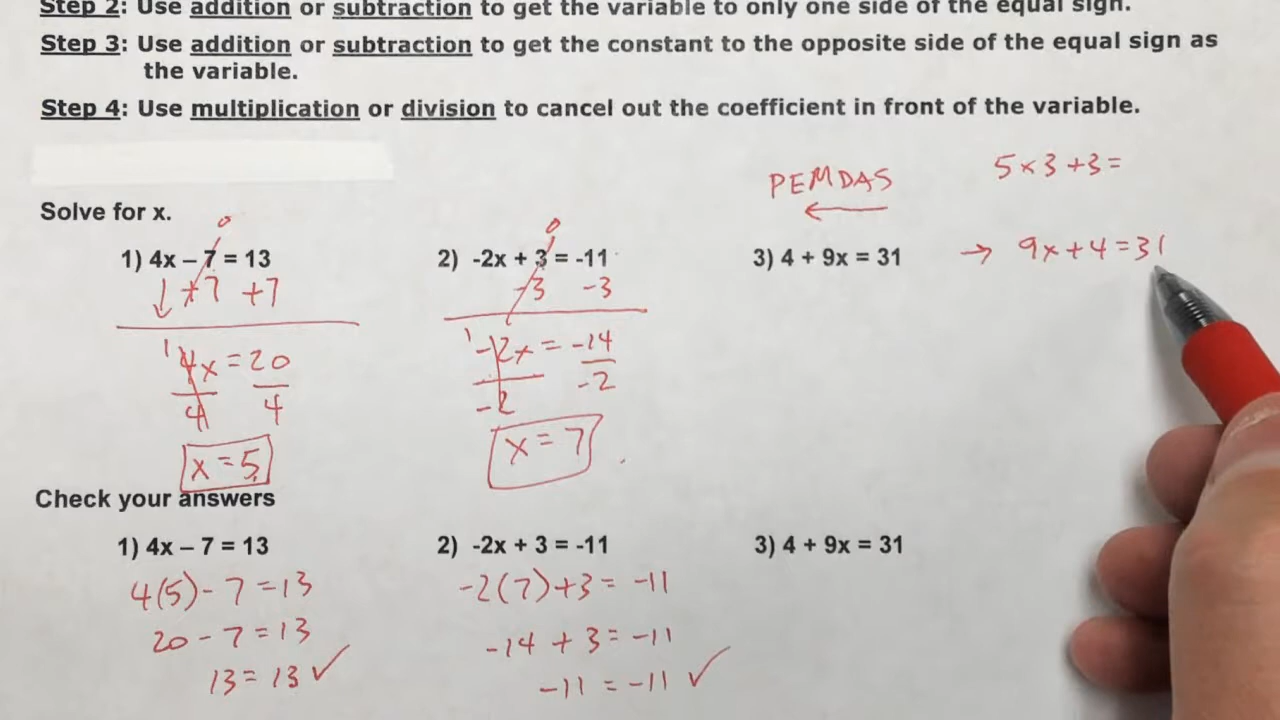 Step 2: Use addition or subtraction to get the variable to only one side of the equal sign.
Step 3: Use addition or subtraction to get the constant to the opposite side of the equal sign as
the variable.
Step 4: Use multiplication or division to cancel out the coefficient in front of the variable.
PEMDAS
5 × 3 + 3 =
Solve for x.
0
0
1) 4x – 7 = 13
2) -2x + 3 = -11
3) 4 + 9x = 31
→ 9x + 4 = 31
↓ +7 +7
-3 -3
1 4x = 20
4 4
1 -2x = -14
-2 -2
x = 5
x = 7
Check your answers
1) 4x – 7 = 13
2) -2x + 3 = -11
3) 4 + 9x = 31
4(5) - 7 = 13
-2(7) + 3 = -11
20 - 7 = 13
-14 + 3 = -11
13 = 13 ✓
-11 = -11 ✓